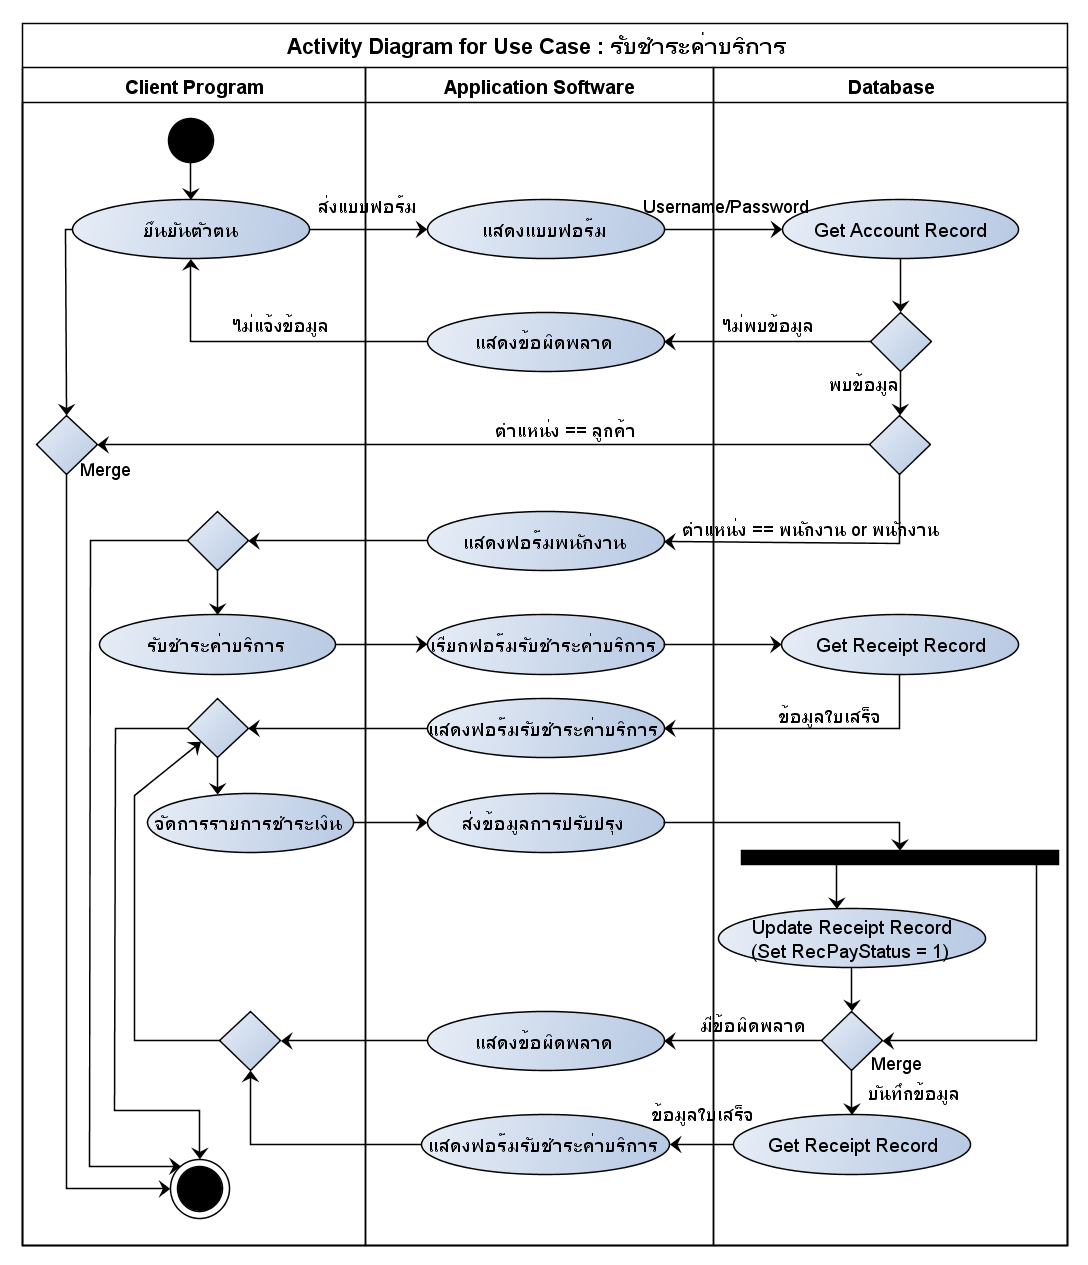 Activity Diagram for Use Case : รับชำระค่าบริการ
Client Program
Application Software
Database
ยืนยันตัวตน
ส่งแบบฟอร์ม
แสดงแบบฟอร์ม
Username/Password
Get Account Record
ไม่แจ้งข้อมูล
แสดงข้อผิดพลาด
ไม่พบข้อมูล
พบข้อมูล
ตำแหน่ง == ลูกค้า
Merge
แสดงฟอร์มพนักงาน
ตำแหน่ง == พนักงาน or พนักงาน
รับชำระค่าบริการ
เรียกฟอร์มรับชำระค่าบริการ
Get Receipt Record
แสดงฟอร์มรับชำระค่าบริการ
ข้อมูลใบเสร็จ
จัดการรายการชำระเงิน
ส่งข้อมูลการปรับปรุง
Update Receipt Record
(Set RecPayStatus = 1)
แสดงข้อผิดพลาด
มีข้อผิดพลาด
Merge
บันทึกข้อมูล
แสดงฟอร์มรับชำระค่าบริการ
ข้อมูลใบเสร็จ
Get Receipt Record